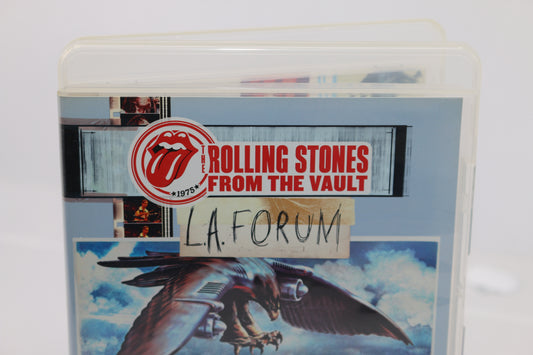 THE ROLLING STONES
FROM THE VAULT
★1975★
L.A. FORUM